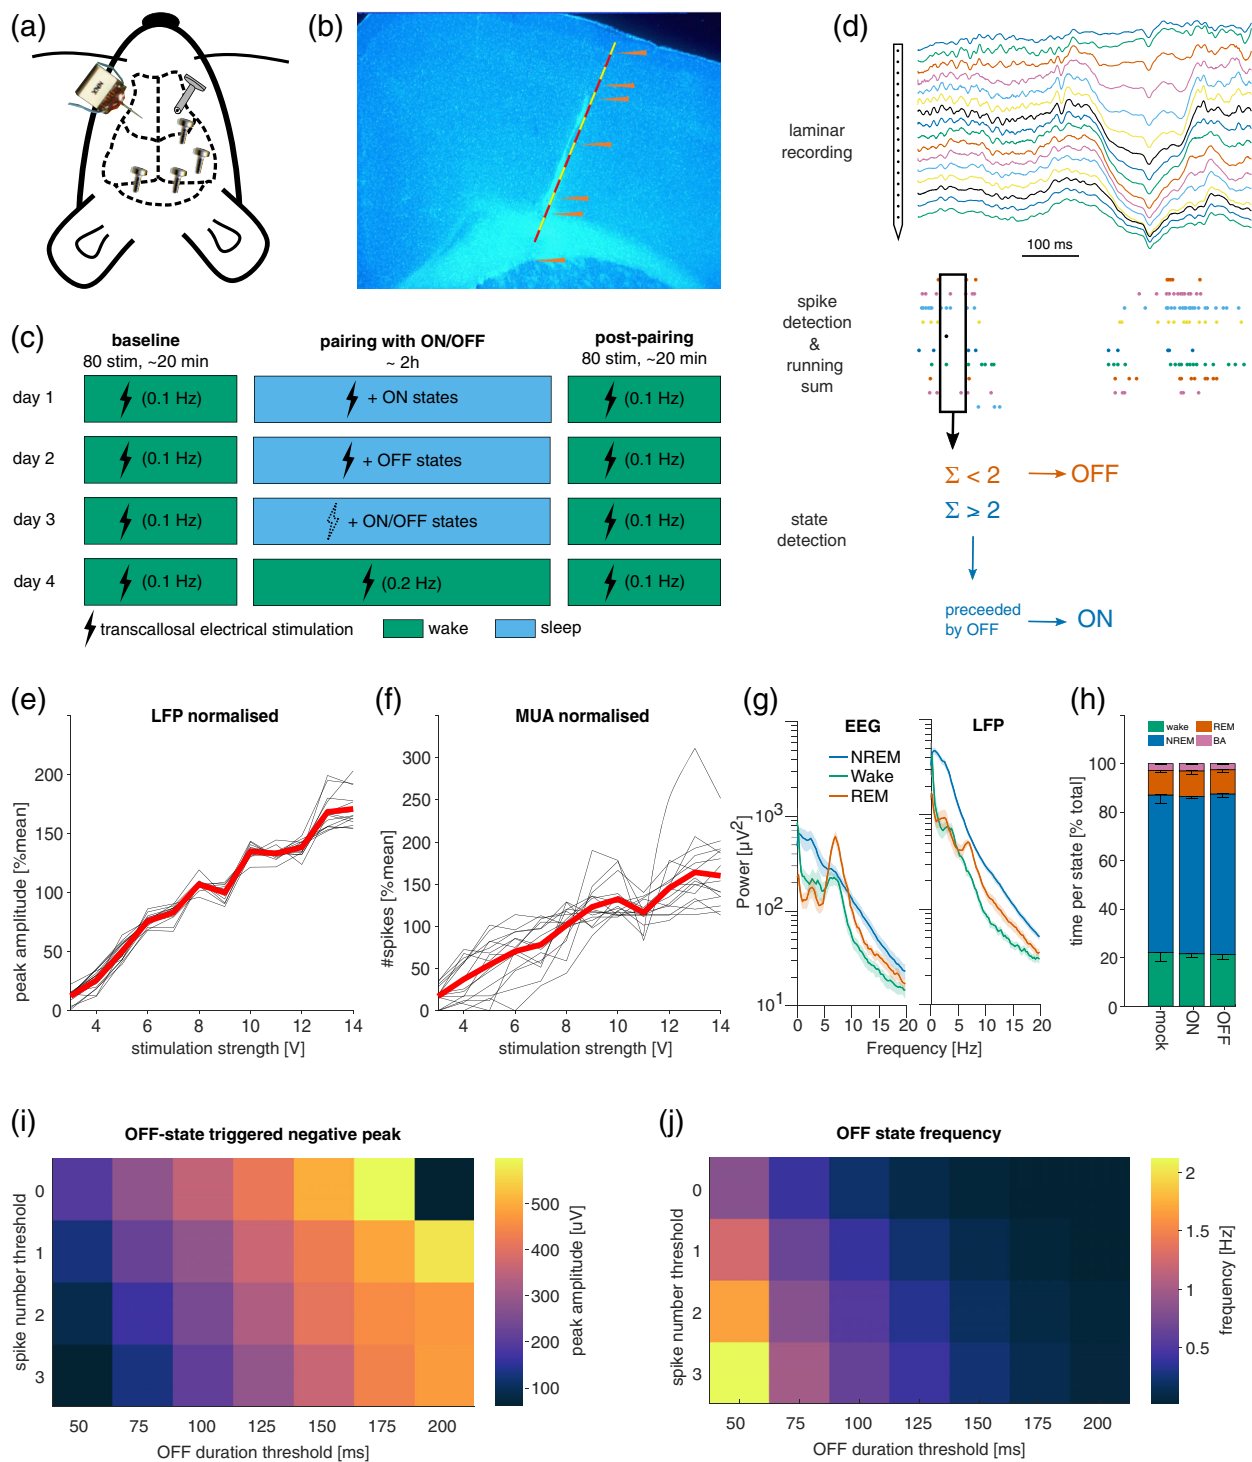 (a)
XNN
(b)
(c)
baseline
80 stim, ~20 min
pairing with ON/OFF
~ 2h
post-pairing
80 stim, ~20 min
day 1
(0.1 Hz)
+ ON states
(0.1 Hz)
day 2
(0.1 Hz)
+ OFF states
(0.1 Hz)
day 3
(0.1 Hz)
+ ON/OFF states
(0.1 Hz)
day 4
(0.1 Hz)
(0.2 Hz)
(0.1 Hz)
transcallosal electrical stimulation
wake
sleep
(d)
laminar
recording
100 ms
spike
detection
&
running
sum
Σ < 2
OFF
Σ ≥ 2
state
detection
preceeded
by OFF
ON
(e)
LFP normalised
peak amplitude [%mean]
200
150
100
50
0
4 6 8 10 12 14
stimulation strength [V]
(f)
MUA normalised
#spikes [%mean]
300
250
200
150
100
50
0
4 6 8 10 12 14
stimulation strength [V]
(g)
EEG
LFP
NREM
Wake
REM
Power [µV²]
10³
10²
10¹
0 5 10 15 20
0 5 10 15 20
Frequency [Hz]
(h)
wake
REM
NREM
BA
time per state [% total]
100
80
60
40
20
0
mock
ON
OFF
(i)
OFF-state triggered negative peak
spike number threshold
0
1
2
3
50 75 100 125 150 175 200
OFF duration threshold [ms]
500
400
300
200
100
peak amplitude [uV]
(j)
OFF state frequency
spike number threshold
0
1
2
3
50 75 100 125 150 175 200
OFF duration threshold [ms]
2
1.5
1
0.5
frequency [Hz]